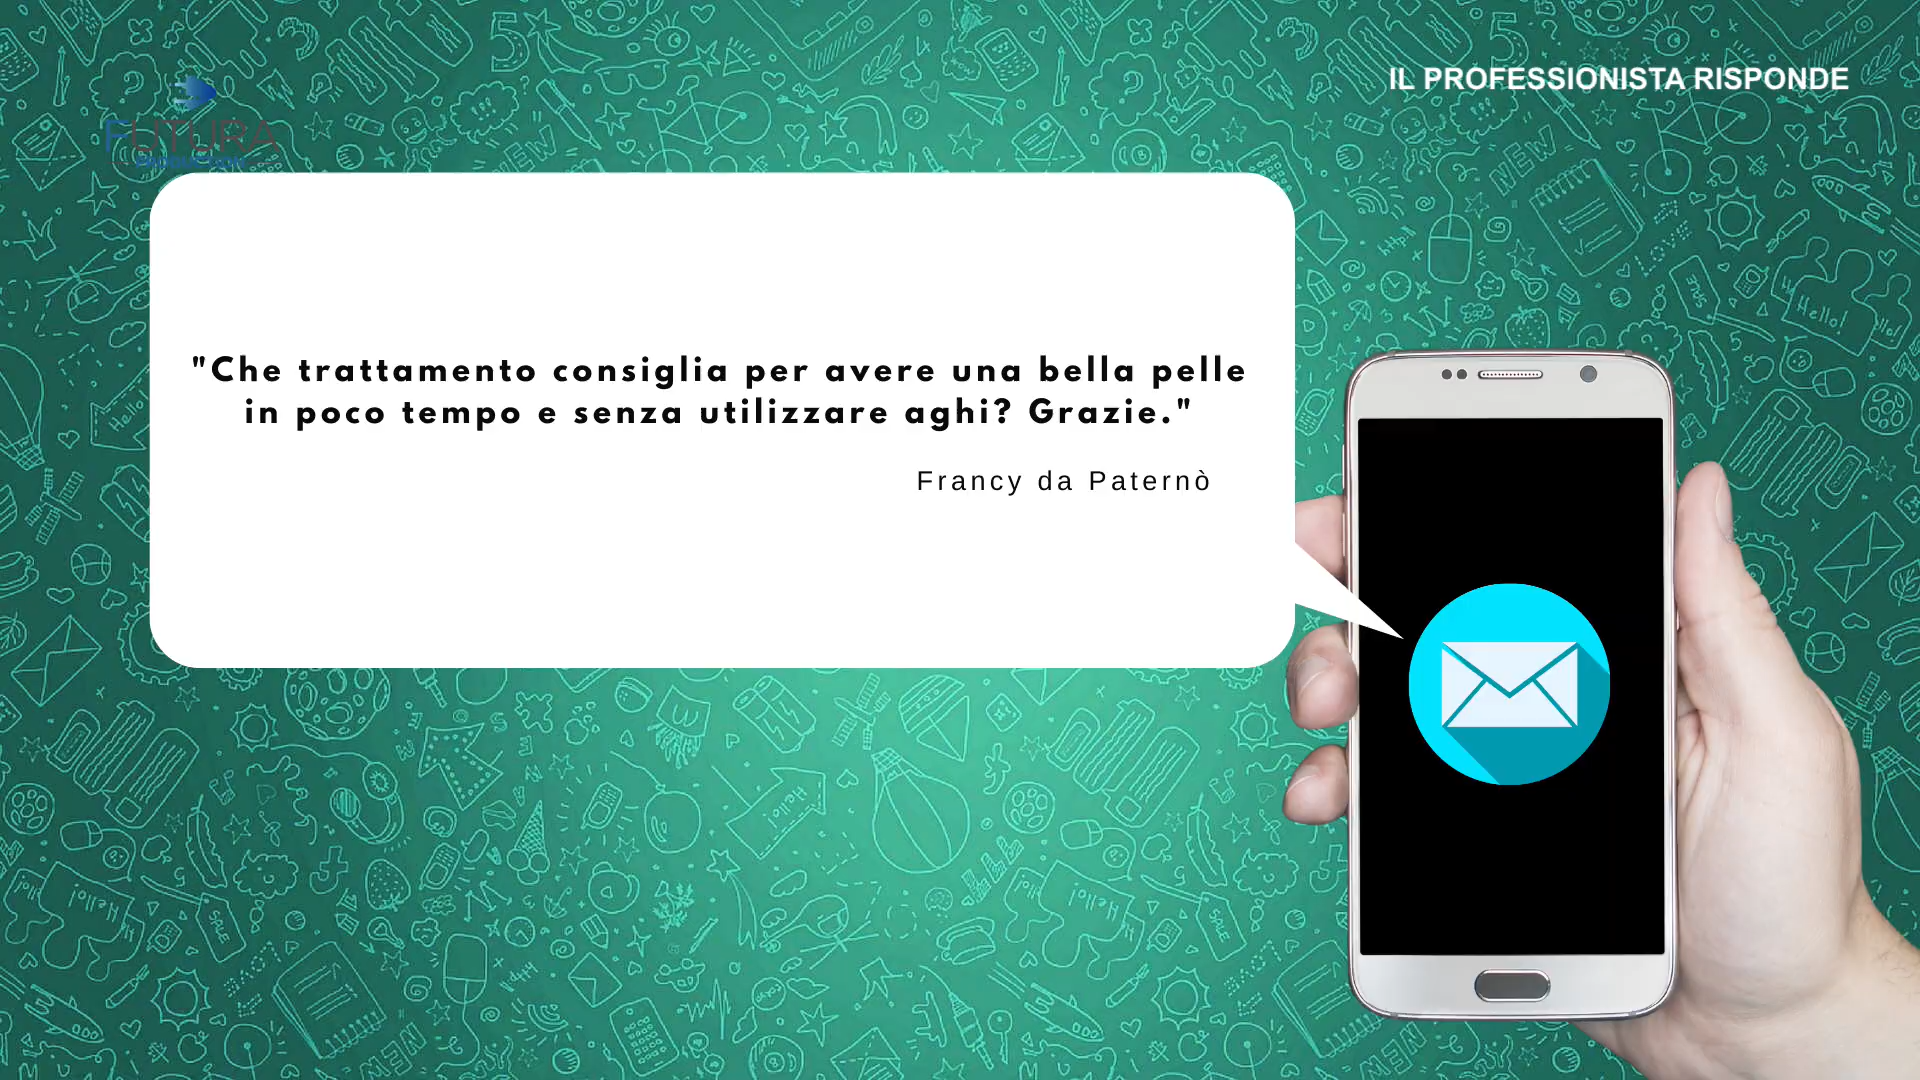 IL PROFESSIONISTA RISPONDE
FUTURA
"Che trattamento consiglia per avere una bella pelle
in poco tempo e senza utilizzare aghi? Grazie."
Francy da Paternò